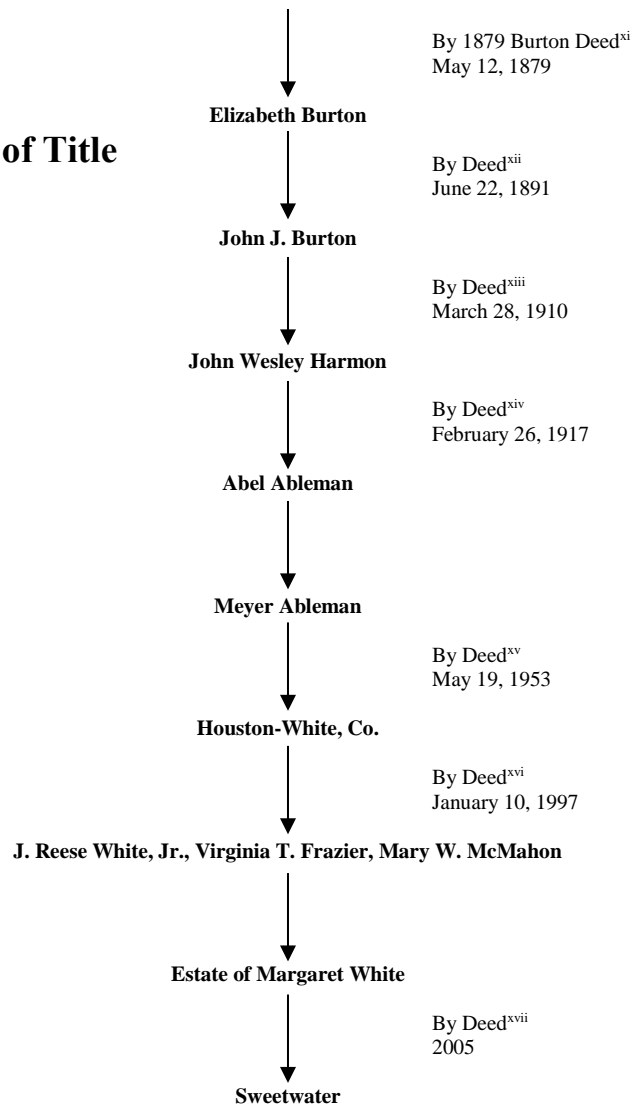 By 1879 Burton Deedxi
May 12, 1879
Elizabeth Burton
of Title
By Deedxii
June 22, 1891
John J. Burton
By Deedxiii
March 28, 1910
John Wesley Harmon
By Deedxiv
February 26, 1917
Abel Ableman
Meyer Ableman
By Deedxv
May 19, 1953
Houston-White, Co.
By Deedxvi
January 10, 1997
J. Reese White, Jr., Virginia T. Frazier, Mary W. McMahon
Estate of Margaret White
By Deedxvii
2005
Sweetwater